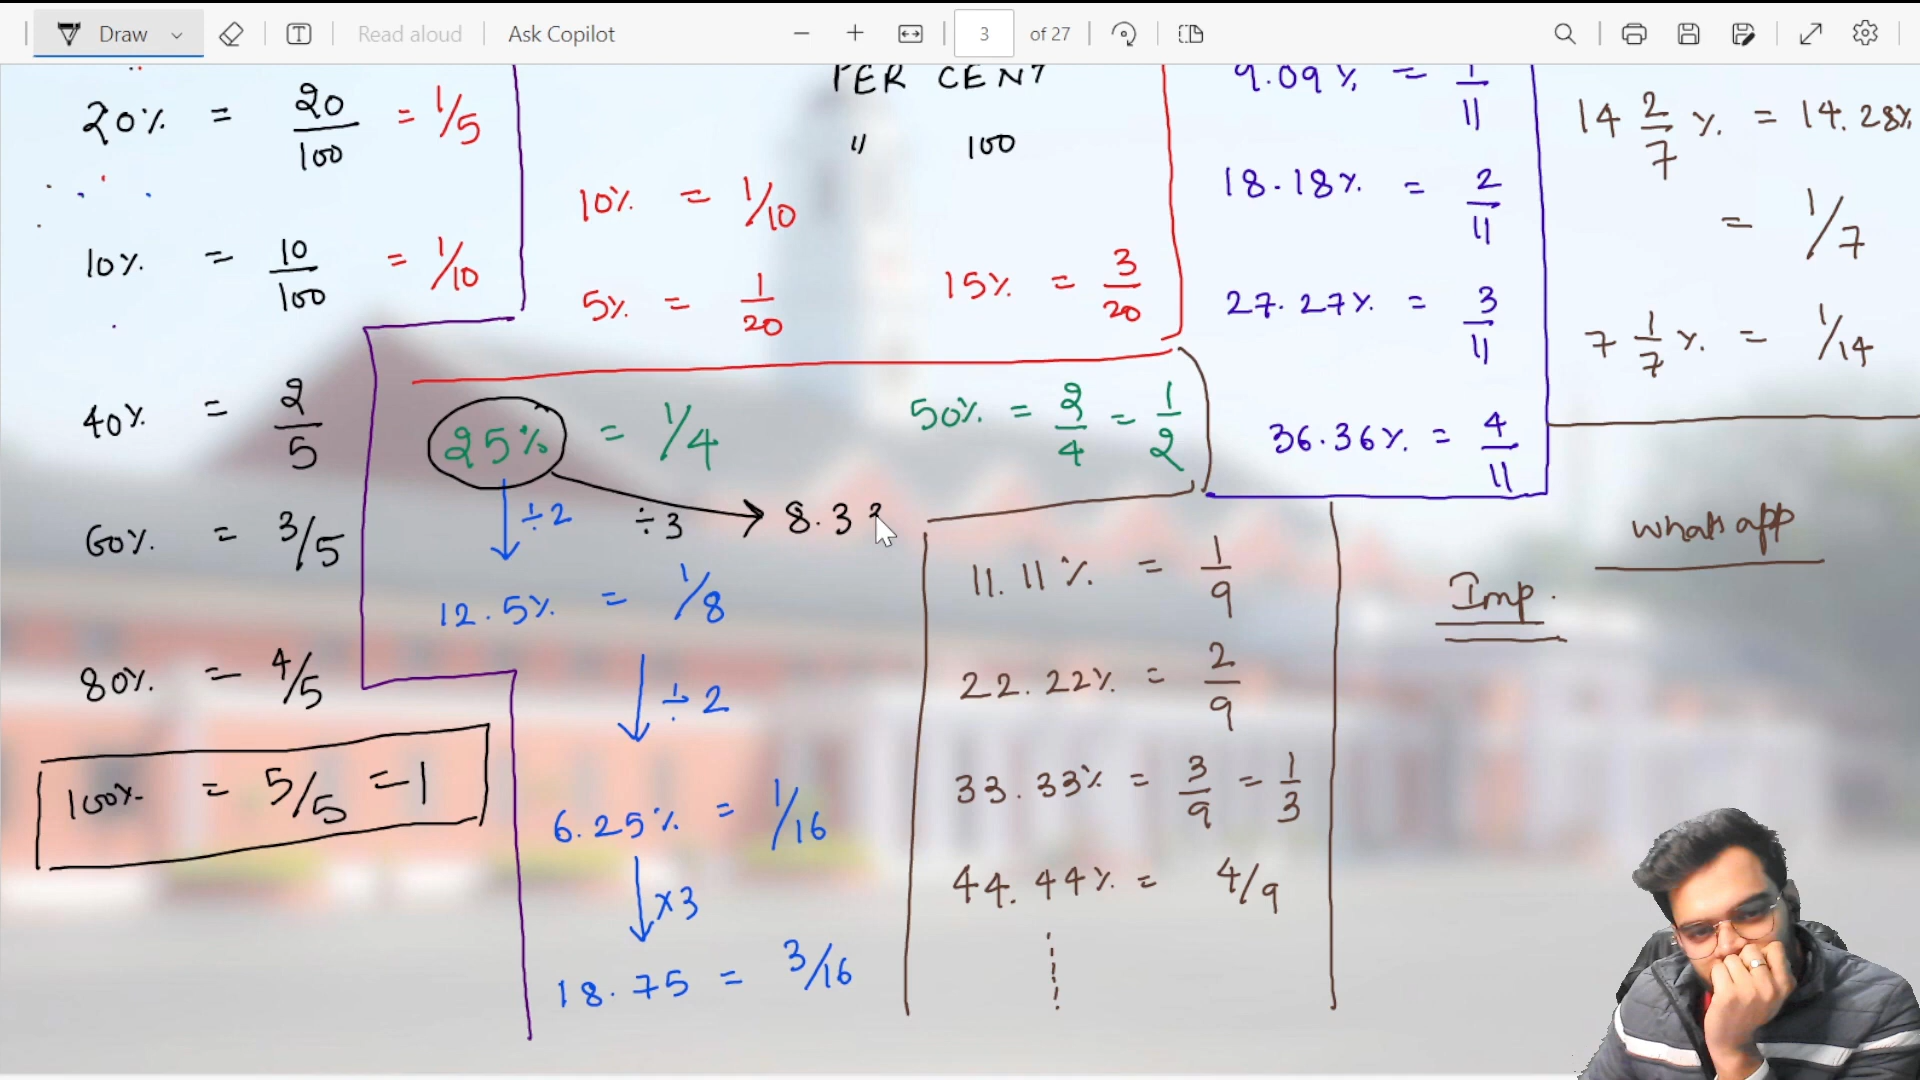 Draw
Read aloud
Ask Copilot
3 of 27
20% = 20/100 = 1/5
10% = 10/100 = 1/10
40% = 2/5
60% = 3/5
80% = 4/5
100% = 5/5 = 1
PER CENT
" 100
10% = 1/10
5% = 1/20
15% = 3/20
25% = 1/4
50% = 2/4 = 1/2
÷2
÷3
8.33
12.5% = 1/8
÷2
6.25% = 1/16
×3
18.75 = 3/16
9.09% = 1/11
18.18% = 2/11
27.27% = 3/11
36.36% = 4/11
11.11% = 1/9
22.22% = 2/9
33.33% = 3/9 = 1/3
44.44% = 4/9
14 2/7 % = 14.28%
= 1/7
7 1/7 % = 1/14
whatsapp
Imp.